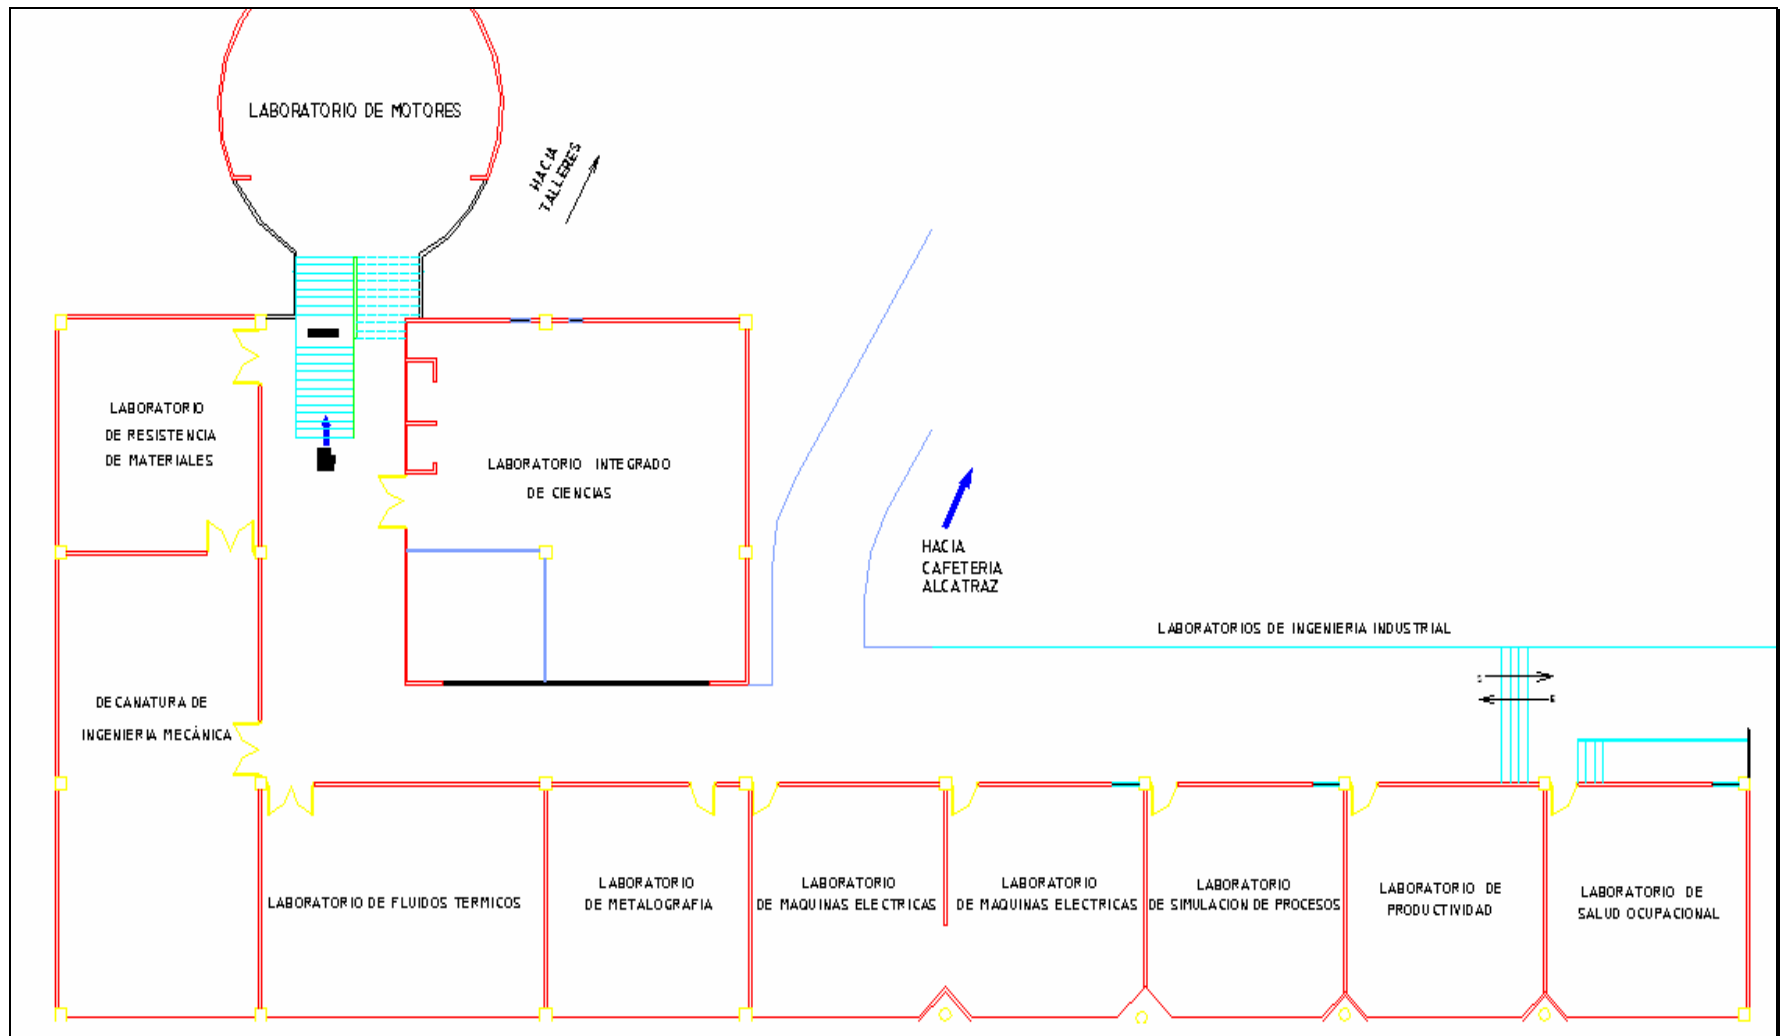 LABORATORIO DE MOTORES
HACIA
TALLERES
LABORATORIO
DE RESISTENCIA
DE MATERIALES
LABORATORIO INTEGRADO
DE CIENCIAS
HACIA
CAFETERIA
ALCATRAZ
LABORATORIOS DE INGENIERIA INDUSTRIAL
DECANATURA DE
INGENIERIA MECÁNICA
LABORATORIO DE FLUIDOS TERMICOS
LABORATORIO
DE METALOGRAFIA
LABORATORIO
DE MAQUINAS ELECTRICAS
LABORATORIO
DE MAQUINAS ELECTRICAS
LABORATORIO
DE SIMULACION DE PROCESOS
LABORATORIO DE
PRODUCTIVIDAD
LABORATORIO DE
SALUD OCUPACIONAL